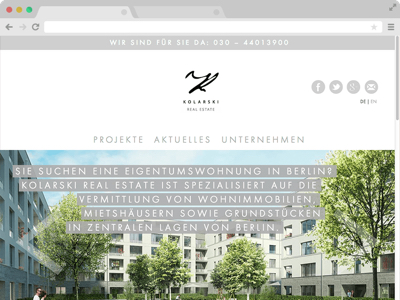 WIR SIND FÜR SIE DA: 030 – 44013900
KOLARSKI
REAL ESTATE
DE | EN
PROJEKTE AKTUELLES UNTERNEHMEN
SIE SUCHEN EINE EIGENTUMSWOHNUNG IN BERLIN?
KOLARSKI REAL ESTATE IST SPEZIALISIERT AUF DIE
VERMITTLUNG VON WOHNIMMOBILIEN,
MIETSHÄUSERN SOWIE GRUNDSTÜCKEN
IN ZENTRALEN LAGEN VON BERLIN.